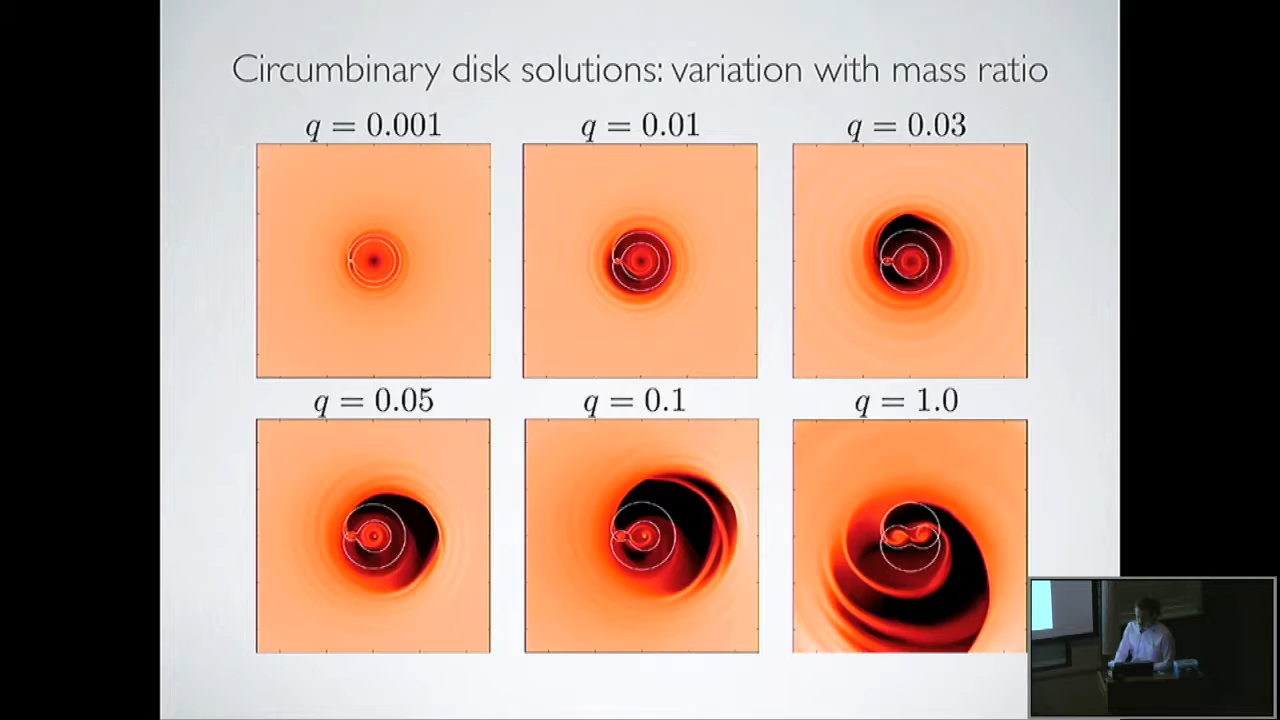 Circumbinary disk solutions: variation with mass ratio
q = 0.001
q = 0.01
q = 0.03
q = 0.05
q = 0.1
q = 1.0